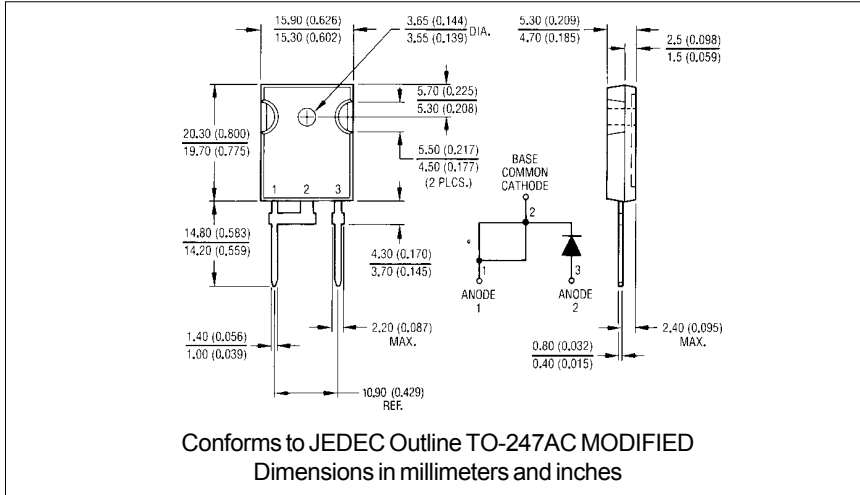 15.90 (0.626)
15.30 (0.602)
3.65 (0.144)
3.55 (0.139)
DIA.
5.30 (0.209)
4.70 (0.185)
2.5 (0.098)
1.5 (0.059)
5.70 (0.225)
5.30 (0.208)
20.30 (0.800)
19.70 (0.775)
5.50 (0.217)
4.50 (0.177)
(2 PLCS.)
BASE
COMMON
CATHODE
1 2 3
2
14.80 (0.583)
14.20 (0,559)
4.30 (0.170)
3.70 (0.145)
1
3
ANODE
1
ANODE
2
1.40 (0.056)
1.00 (0.039)
2.20 (0.087)
MAX.
0.80 (0.032)
0.40 (0.015)
2.40 (0.095)
MAX.
10.90 (0.429)
REF.
Conforms to JEDEC Outline TO-247AC MODIFIED
Dimensions in millimeters and inches